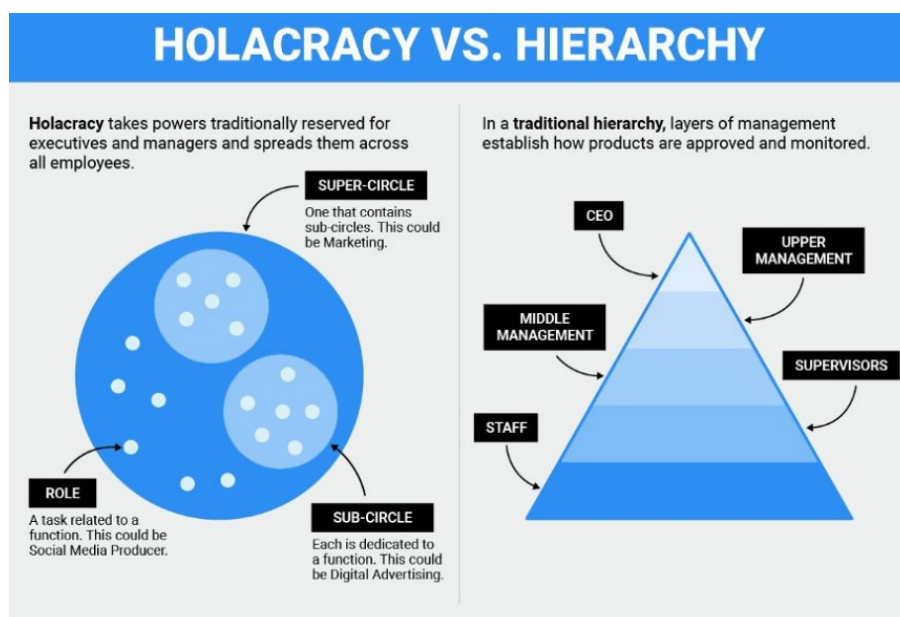 HOLACRACY VS. HIERARCHY
Holacracy takes powers traditionally reserved for
executives and managers and spreads them across
all employees.
SUPER-CIRCLE
One that contains
sub-circles. This could
be Marketing.
ROLE
A task related to a
function. This could be
Social Media Producer.
SUB-CIRCLE
Each is dedicated to
a function. This could
be Digital Advertising.
In a traditional hierarchy, layers of management
establish how products are approved and monitored.
CEO
UPPER
MANAGEMENT
MIDDLE
MANAGEMENT
SUPERVISORS
STAFF